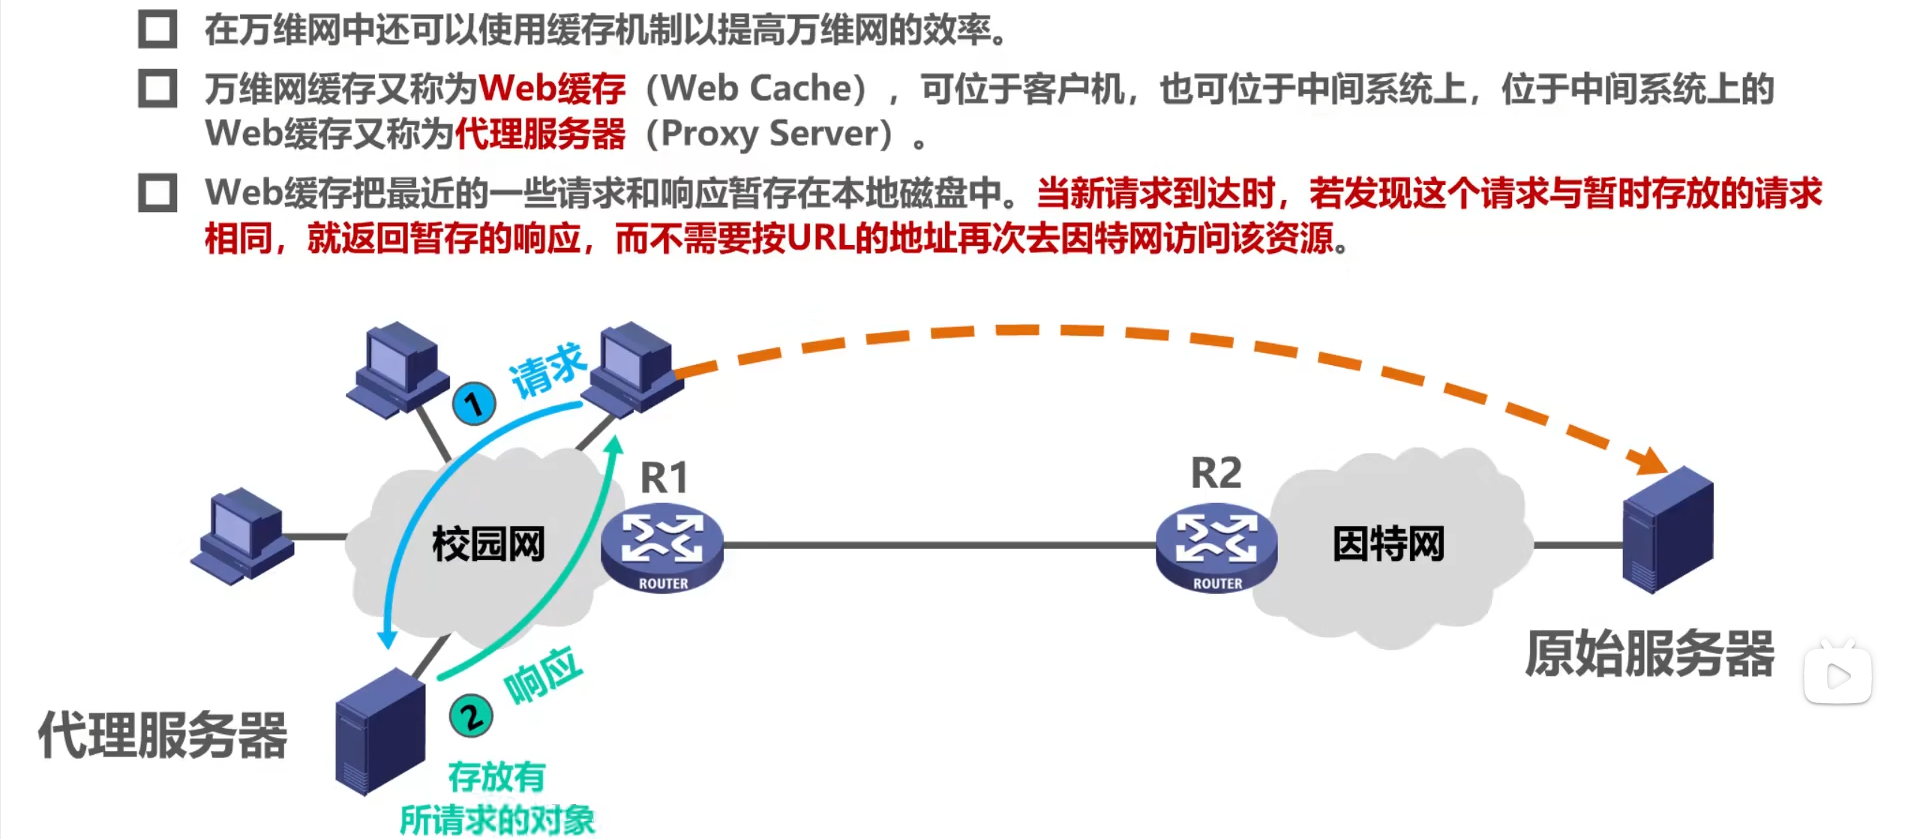 在万维网中还可以使用缓存机制以提高万维网的效率。
万维网缓存又称为Web缓存（Web Cache），可位于客户机，也可位于中间系统上，位于中间系统上的
Web缓存又称为代理服务器（Proxy Server）。
Web缓存把最近的一些请求和响应暂存在本地磁盘中。当新请求到达时，若发现这个请求与暂时存放的请求
相同，就返回暂存的响应，而不需要按URL的地址再次去因特网访问该资源。
1 请求
R1
R2
校园网
因特网
ROUTER
ROUTER
原始服务器
代理服务器
2 响应
存放有
所请求的对象